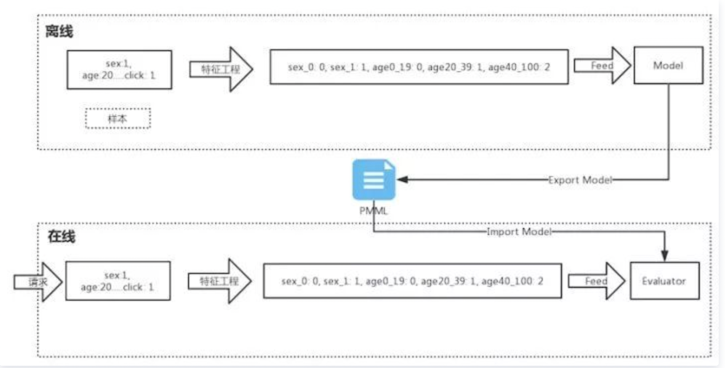 离线
sex:1,
age:20....click: 1
特征工程
sex_0: 0, sex_1: 1, age0_19: 0, age20_39: 1, age40_100: 2
Feed
Model
样本
Export Model
PMML
Import Model
在线
请求
sex:1,
age:20....click: 1
特征工程
sex_0: 0, sex_1: 1, age0_19: 0, age20_39: 1, age40_100: 2
Feed
Evaluator